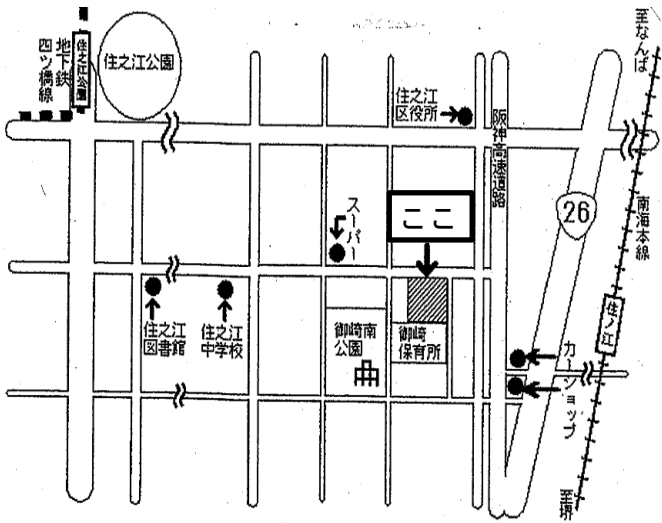 地下鉄
四ツ橋線
住之江公園
住之江公園
住之江
区役所
阪神高速道路
至なんば
26
南海本線
スーパー
ここ
住之江
図書館
住之江
中学校
御崎南
公園
御崎
保育所
住ノ江
カーショップ
至堺